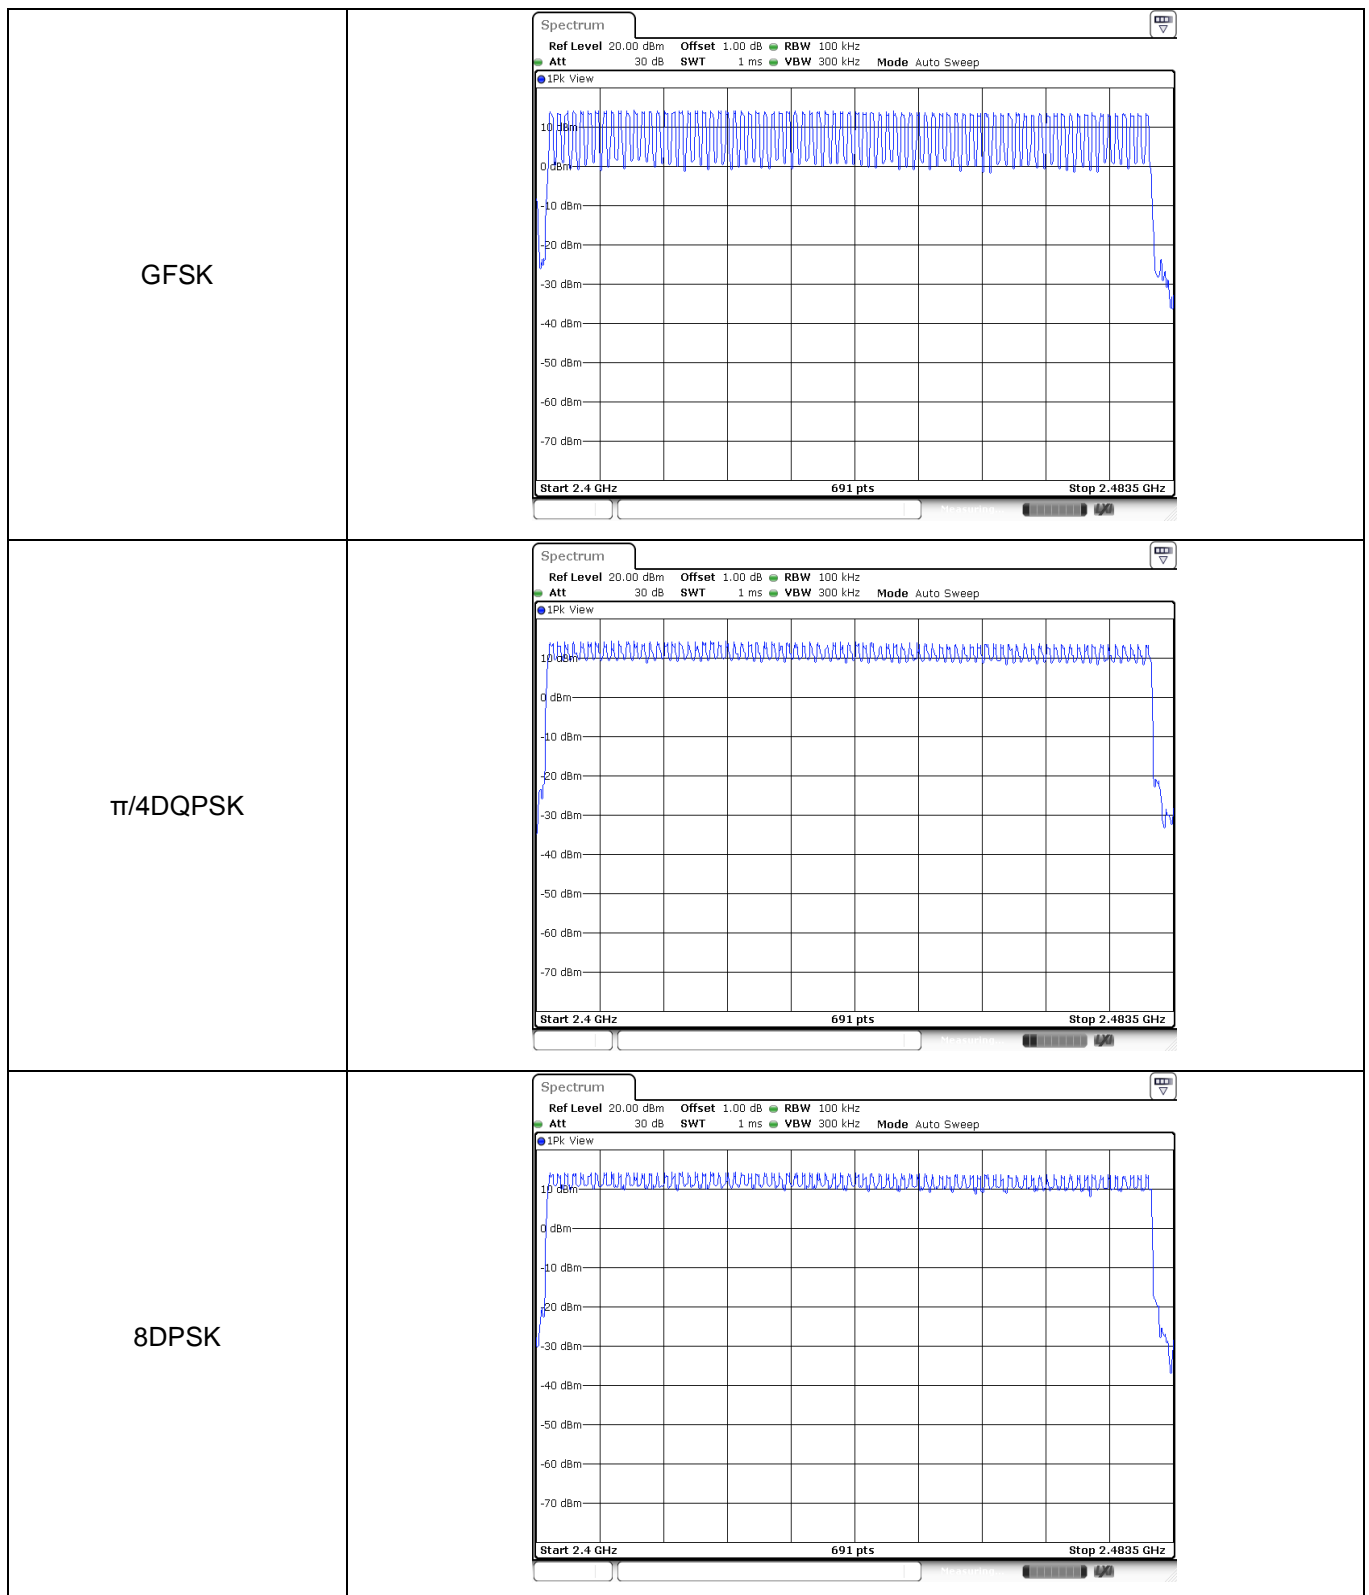 GFSK
Spectrum
Ref Level 20.00 dBm Offset 1.00 dB RBW 100 kHz
Att 30 dB SWT 1 ms VBW 300 kHz Mode Auto Sweep
1Pk View
10 dBm
0 dBm
-10 dBm
-20 dBm
-30 dBm
-40 dBm
-50 dBm
-60 dBm
-70 dBm
Start 2.4 GHz 691 pts Stop 2.4835 GHz
Measuring...
π/4DQPSK
Spectrum
Ref Level 20.00 dBm Offset 1.00 dB RBW 100 kHz
Att 30 dB SWT 1 ms VBW 300 kHz Mode Auto Sweep
1Pk View
10 dBm
0 dBm
-10 dBm
-20 dBm
-30 dBm
-40 dBm
-50 dBm
-60 dBm
-70 dBm
Start 2.4 GHz 691 pts Stop 2.4835 GHz
Measuring...
8DPSK
Spectrum
Ref Level 20.00 dBm Offset 1.00 dB RBW 100 kHz
Att 30 dB SWT 1 ms VBW 300 kHz Mode Auto Sweep
1Pk View
10 dBm
0 dBm
-10 dBm
-20 dBm
-30 dBm
-40 dBm
-50 dBm
-60 dBm
-70 dBm
Start 2.4 GHz 691 pts Stop 2.4835 GHz
Measuring...